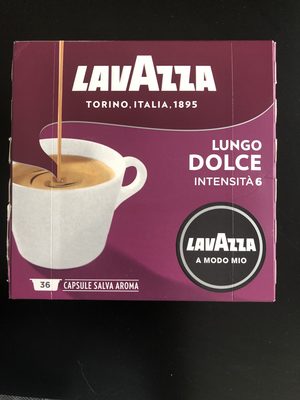 LAVAZZA
TORINO, ITALIA, 1895
LUNGO
DOLCE
INTENSITÀ 6
LAVAZZA
A MODO MIO
36 CAPSULE SALVA AROMA